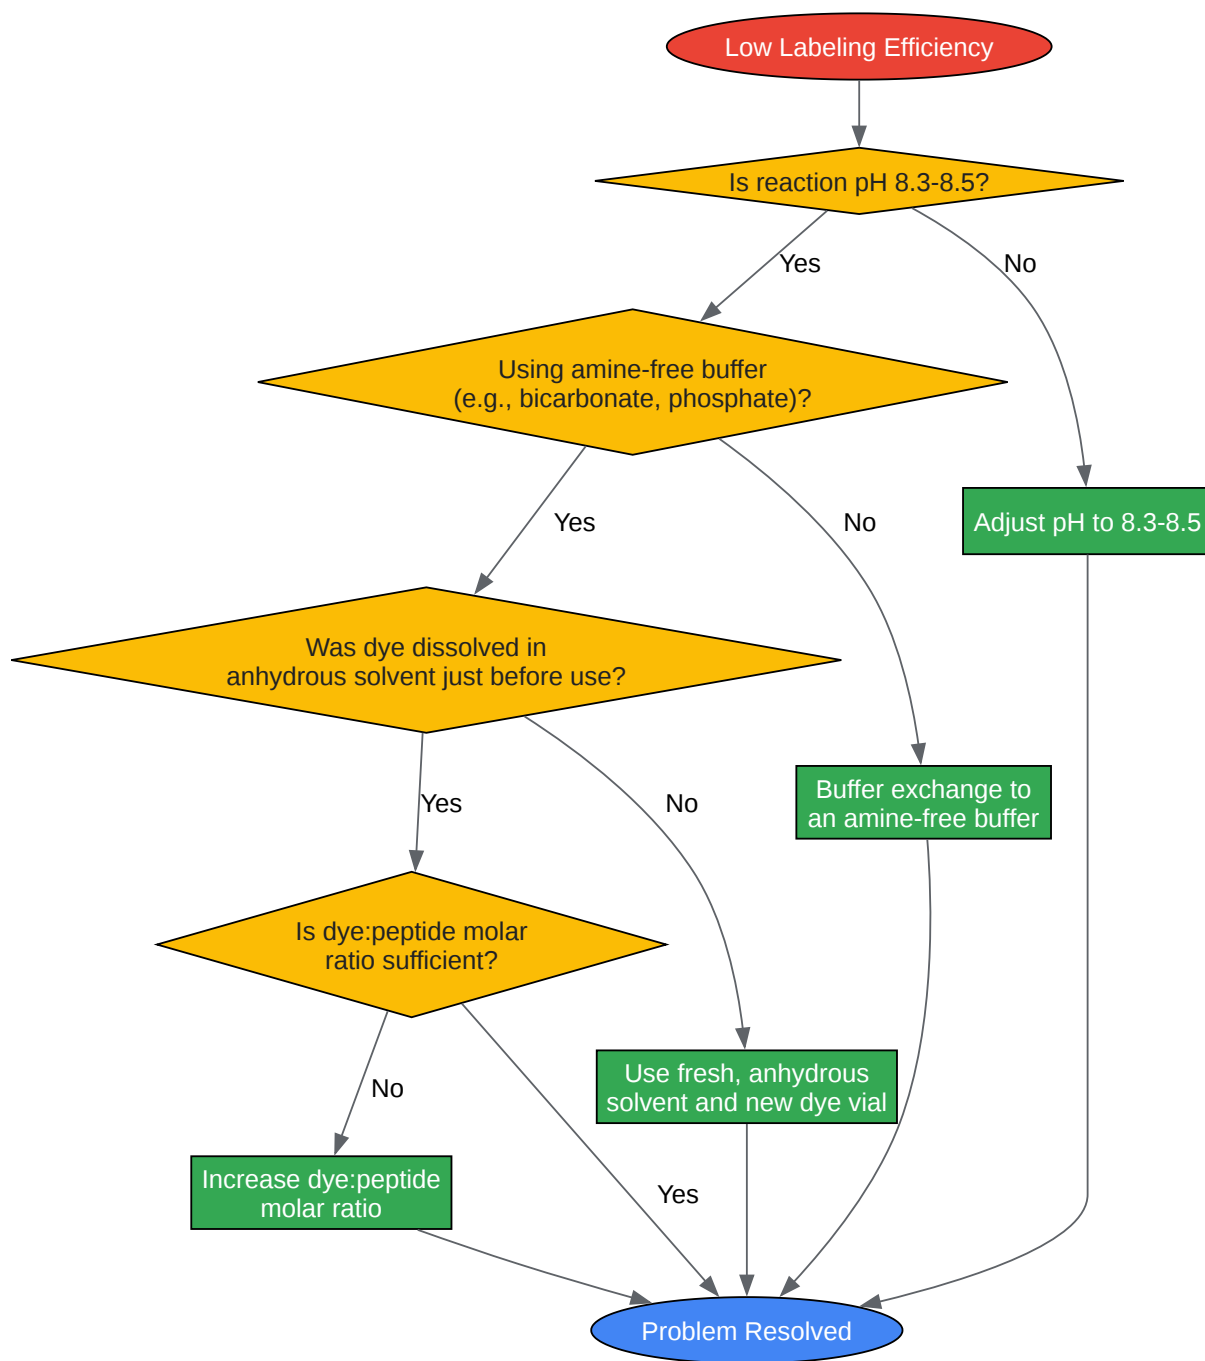 Low Labeling Efficiency
Is reaction pH 8.3-8.5?
Yes
No
Using amine-free buffer
(e.g., bicarbonate, phosphate)?
Yes
No
Adjust pH to 8.3-8.5
Was dye dissolved in
anhydrous solvent just before use?
Yes
No
Buffer exchange to
an amine-free buffer
Is dye:peptide molar
ratio sufficient?
No
Yes
Use fresh, anhydrous
solvent and new dye vial
Increase dye:peptide
molar ratio
Problem Resolved